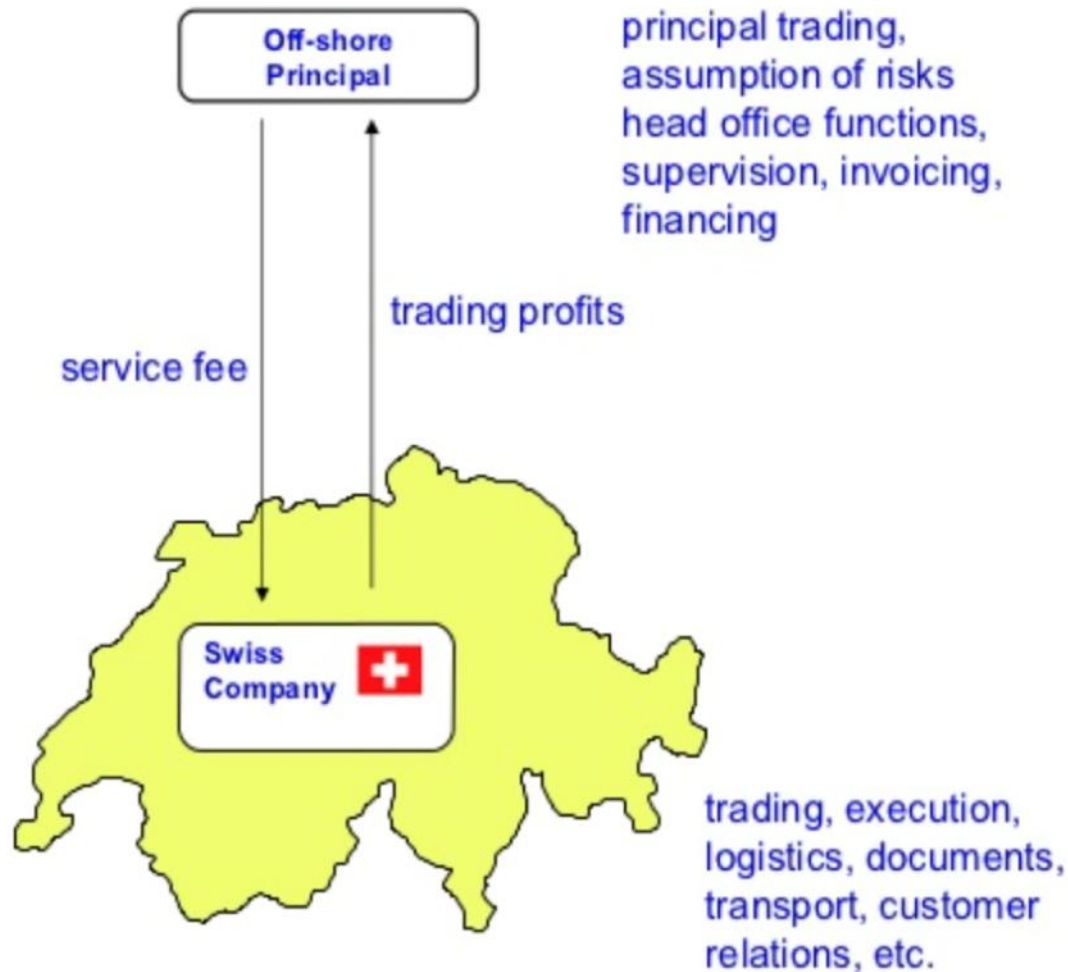 Off-shore
Principal
principal trading,
assumption of risks
head office functions,
supervision, invoicing,
financing
trading profits
service fee
Swiss
Company
trading, execution,
logistics, documents,
transport, customer
relations, etc.